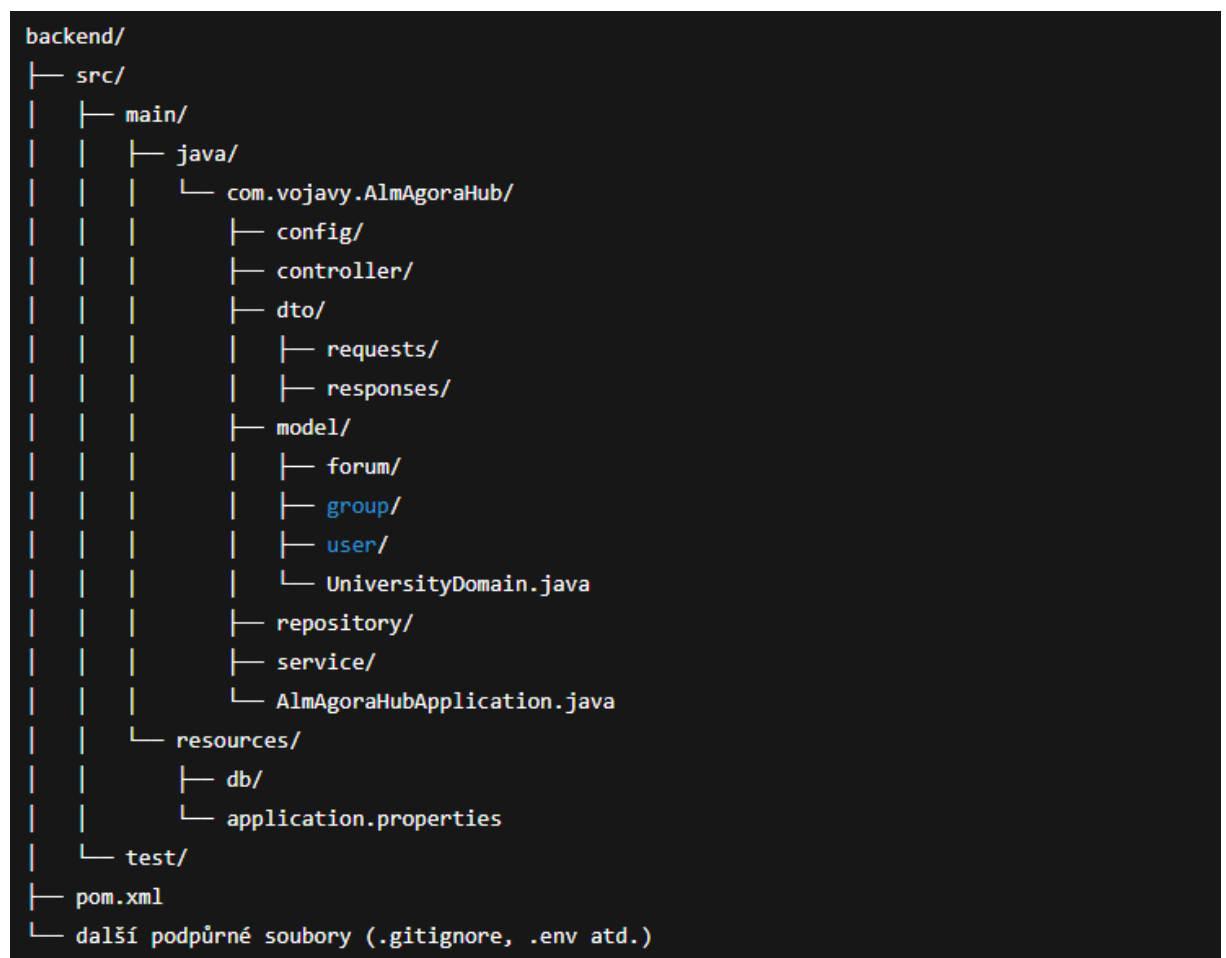 backend/
├── src/
│   ├── main/
│   │   ├── java/
│   │   │   └── com.vojavy.AlmAgoraHub/
│   │   │       ├── config/
│   │   │       ├── controller/
│   │   │       ├── dto/
│   │   │       │   ├── requests/
│   │   │       │   ├── responses/
│   │   │       ├── model/
│   │   │       │   ├── forum/
│   │   │       │   ├── group/
│   │   │       │   ├── user/
│   │   │       │   └── UniversityDomain.java
│   │   │       ├── repository/
│   │   │       ├── service/
│   │   │       └── AlmAgoraHubApplication.java
│   │   └── resources/
│   │       ├── db/
│   │       └── application.properties
│   └── test/
├── pom.xml
└── další podpůrné soubory (.gitignore, .env atd.)